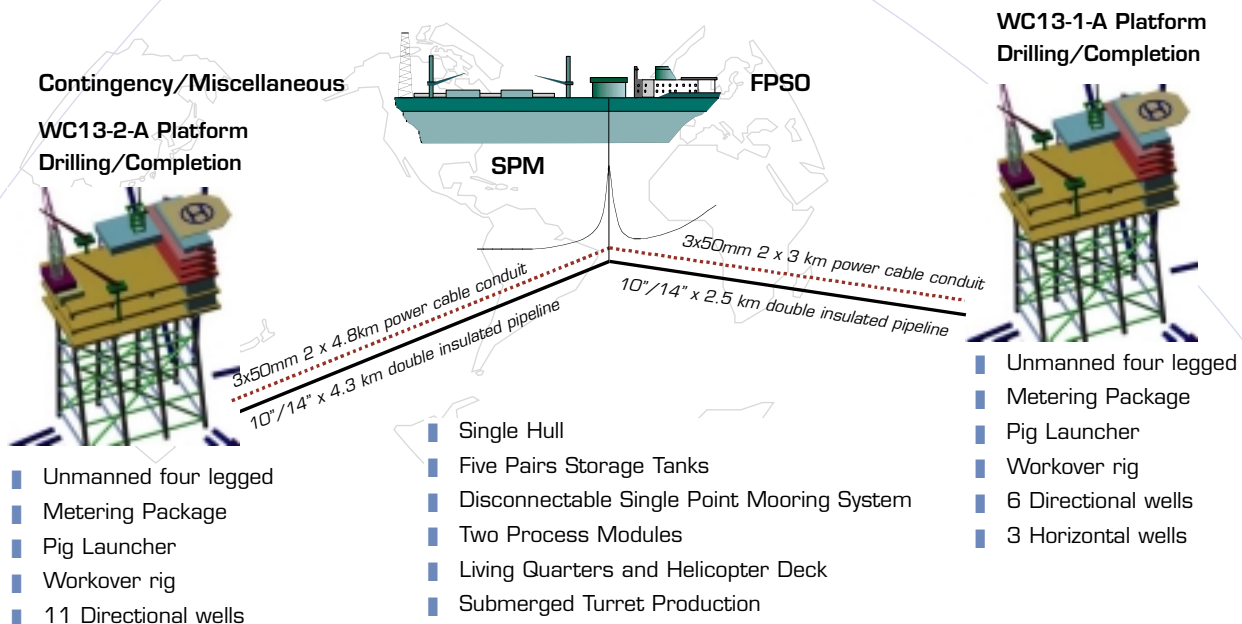 Contingency/Miscellaneous
WC13-2-A Platform
Drilling/Completion
FPSO
SPM
WC13-1-A Platform
Drilling/Completion
3x50mm 2 x 4.8km power cable conduit
10"/14" x 4.3 km double insulated pipeline
3x50mm 2 x 3 km power cable conduit
10"/14" x 2.5 km double insulated pipeline
H
H
Unmanned four legged
Metering Package
Pig Launcher
Workover rig
11 Directional wells
Single Hull
Five Pairs Storage Tanks
Disconnectable Single Point Mooring System
Two Process Modules
Living Quarters and Helicopter Deck
Submerged Turret Production
Unmanned four legged
Metering Package
Pig Launcher
Workover rig
6 Directional wells
3 Horizontal wells